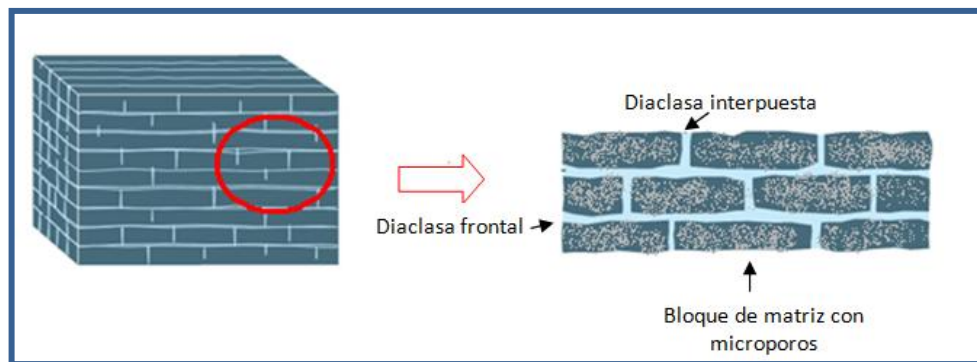 Diaclasa interpuesta
Diaclasa frontal
Bloque de matriz con
microporos